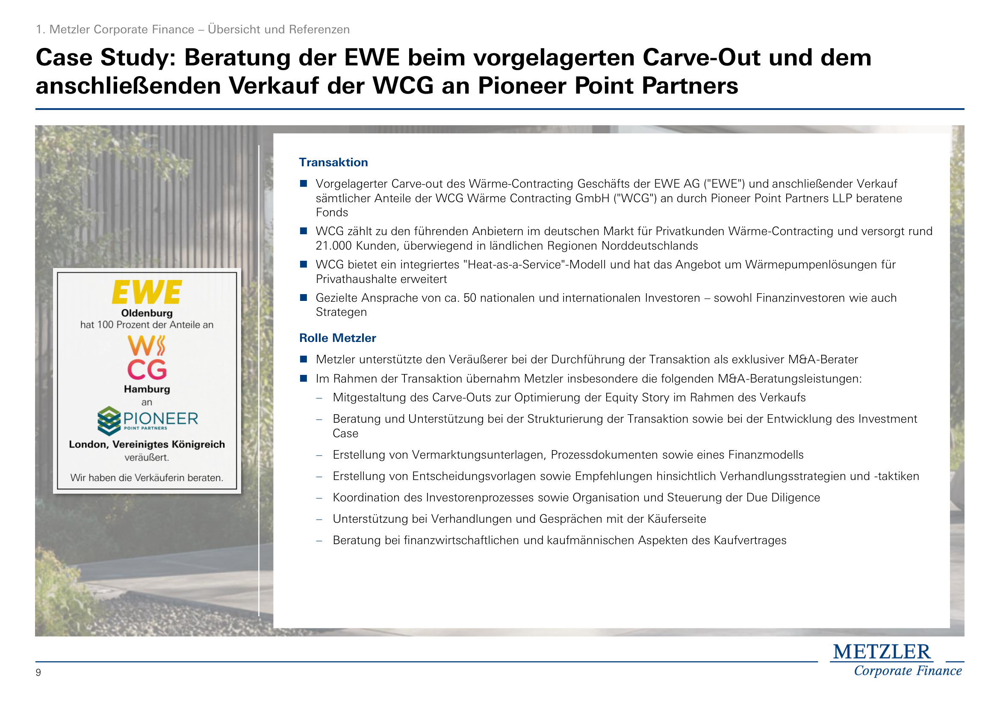 1. Metzler Corporate Finance – Übersicht und Referenzen
Case Study: Beratung der EWE beim vorgelagerten Carve-Out und dem
anschließenden Verkauf der WCG an Pioneer Point Partners
EWE
Oldenburg
hat 100 Prozent der Anteile an
W
CG
Hamburg
an
PIONEER
POINT PARTNERS
London, Vereinigtes Königreich
veräußert.
Wir haben die Verkäuferin beraten.
Transaktion
Vorgelagerter Carve-out des Wärme-Contracting Geschäfts der EWE AG ("EWE") und anschließender Verkauf
sämtlicher Anteile der WCG Wärme Contracting GmbH ("WCG") an durch Pioneer Point Partners LLP beratene
Fonds
WCG zählt zu den führenden Anbietern im deutschen Markt für Privatkunden Wärme-Contracting und versorgt rund
21.000 Kunden, überwiegend in ländlichen Regionen Norddeutschlands
WCG bietet ein integriertes "Heat-as-a-Service"-Modell und hat das Angebot um Wärmepumpenlösungen für
Privathaushalte erweitert
Gezielte Ansprache von ca. 50 nationalen und internationalen Investoren – sowohl Finanzinvestoren wie auch
Strategen
Rolle Metzler
Metzler unterstützte den Veräußerer bei der Durchführung der Transaktion als exklusiver M&A-Berater
Im Rahmen der Transaktion übernahm Metzler insbesondere die folgenden M&A-Beratungsleistungen:
– Mitgestaltung des Carve-Outs zur Optimierung der Equity Story im Rahmen des Verkaufs
– Beratung und Unterstützung bei der Strukturierung der Transaktion sowie bei der Entwicklung des Investment
Case
– Erstellung von Vermarktungsunterlagen, Prozessdokumenten sowie eines Finanzmodells
– Erstellung von Entscheidungsvorlagen sowie Empfehlungen hinsichtlich Verhandlungsstrategien und -taktiken
– Koordination des Investorenprozesses sowie Organisation und Steuerung der Due Diligence
– Unterstützung bei Verhandlungen und Gesprächen mit der Käuferseite
– Beratung bei finanzwirtschaftlichen und kaufmännischen Aspekten des Kaufvertrages
METZLER
Corporate Finance
9